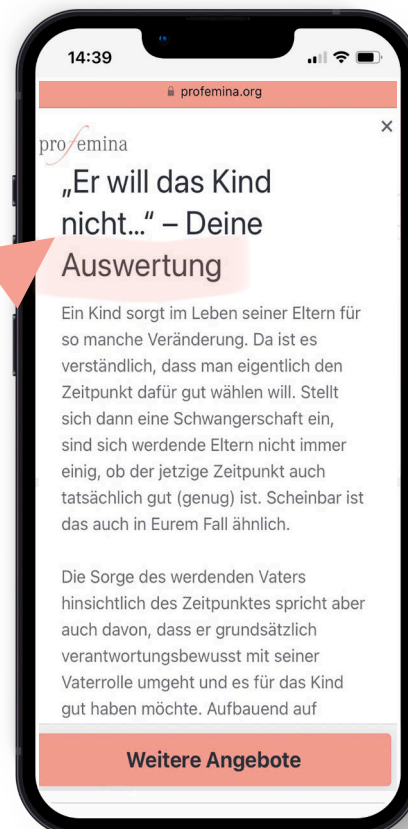 14:39
profemina.org
profemina
„Er will das Kind
nicht…“ – Deine
Auswertung
Ein Kind sorgt im Leben seiner Eltern für
so manche Veränderung. Da ist es
verständlich, dass man eigentlich den
Zeitpunkt dafür gut wählen will. Stellt
sich dann eine Schwangerschaft ein,
sind sich werdende Eltern nicht immer
einig, ob der jetzige Zeitpunkt auch
tatsächlich gut (genug) ist. Scheinbar ist
das auch in Eurem Fall ähnlich.
Die Sorge des werdenden Vaters
hinsichtlich des Zeitpunktes spricht aber
auch davon, dass er grundsätzlich
verantwortungsbewusst mit seiner
Vaterrolle umgeht und es für das Kind
gut haben möchte. Aufbauend auf
Weitere Angebote